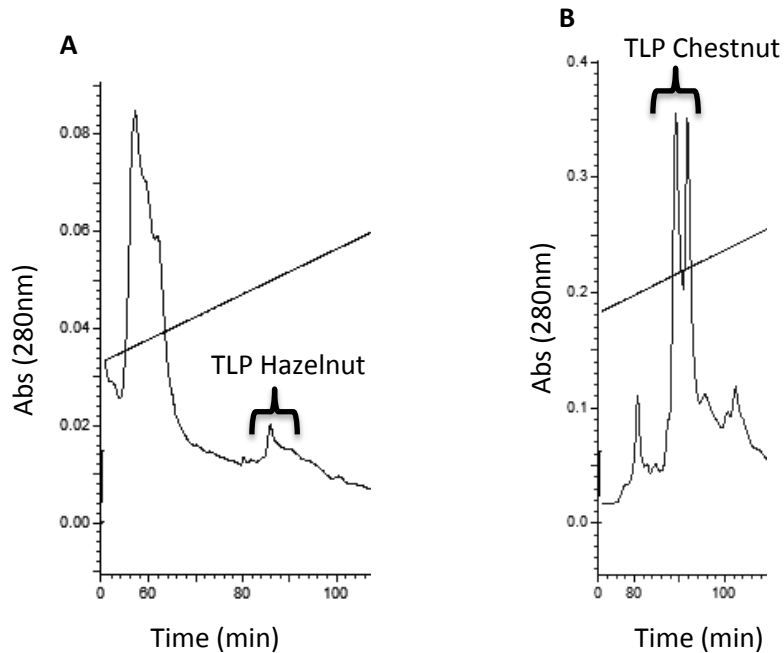 A
TLP Hazelnut
Abs (280nm)
0.08
0.06
0.04
0.02
0.00
0 60 80 100
Time (min)
B
TLP Chestnut
Abs (280nm)
0.4
0.3
0.2
0.1
0.0
0 80 100
Time (min)